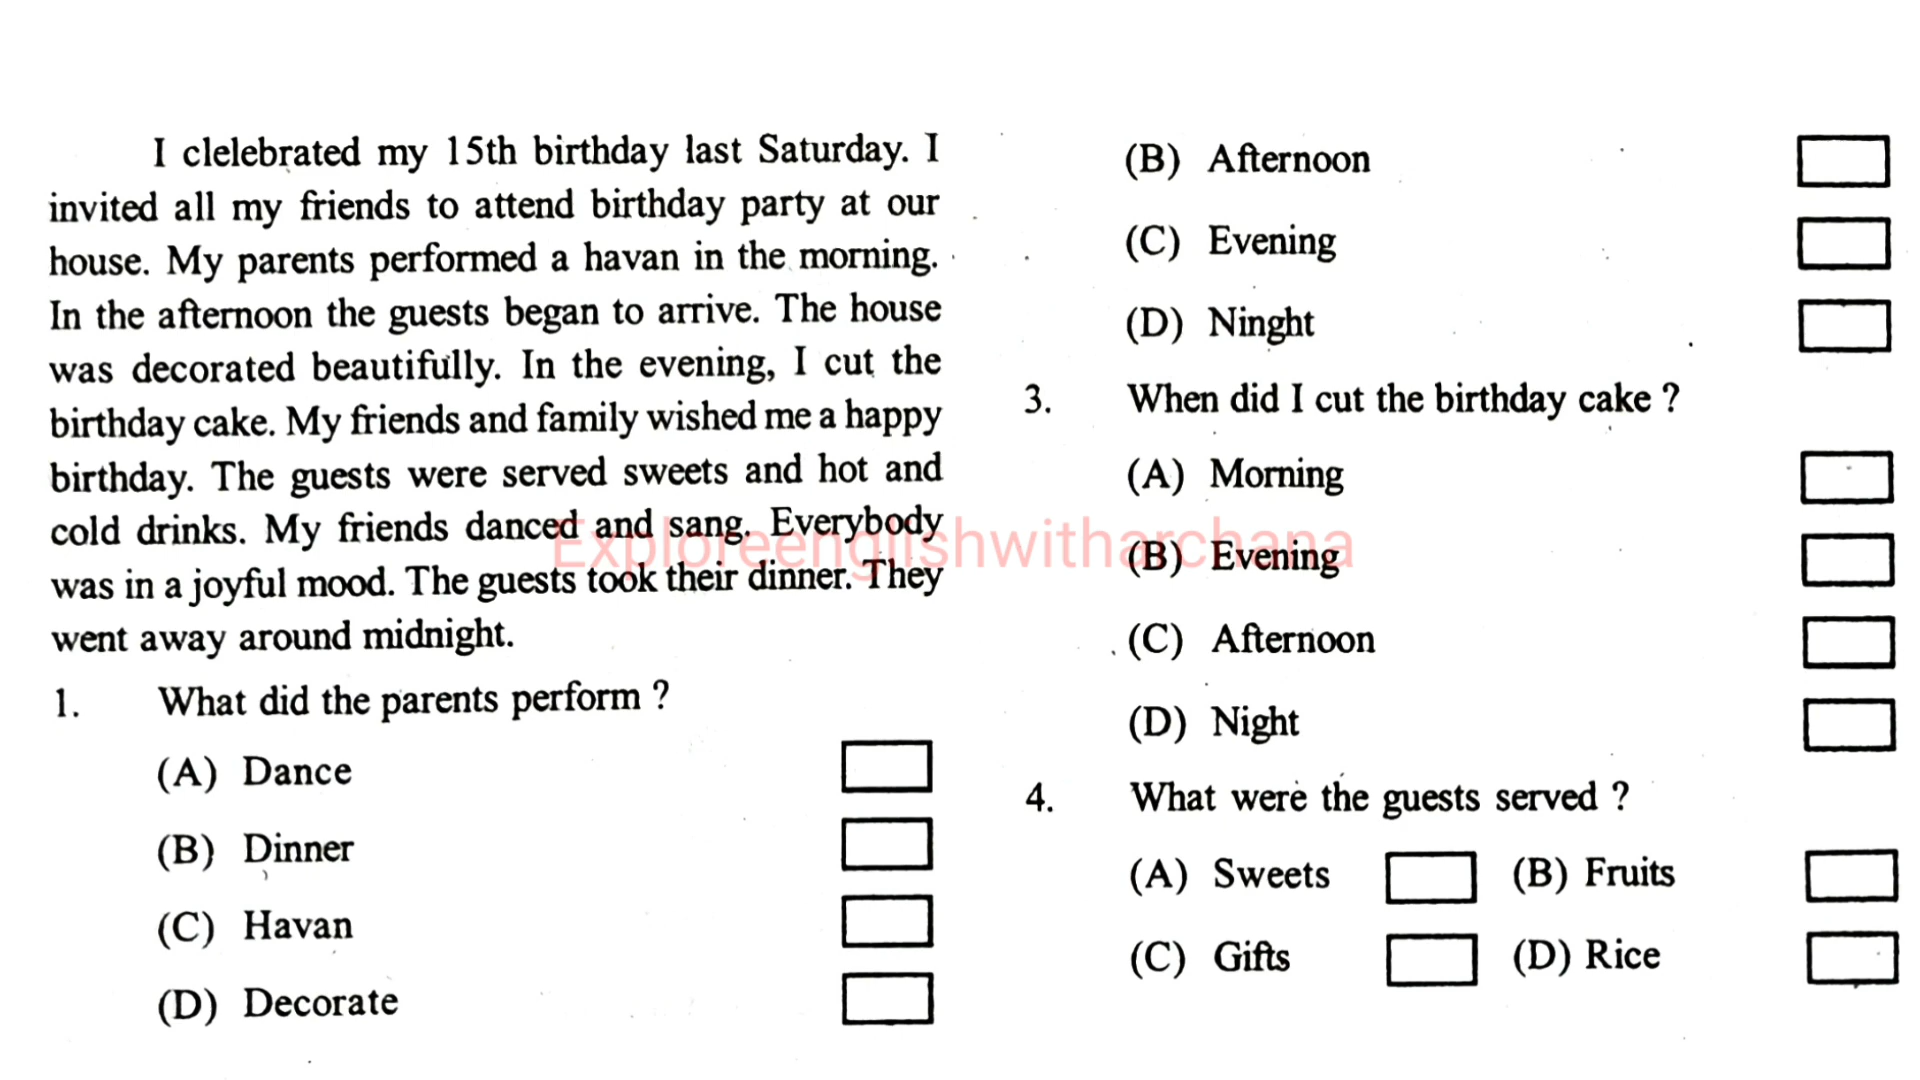 I clelebrated my 15th birthday last Saturday. I
invited all my friends to attend birthday party at our
house. My parents performed a havan in the morning.
In the afternoon the guests began to arrive. The house
was decorated beautifully. In the evening, I cut the
birthday cake. My friends and family wished me a happy
birthday. The guests were served sweets and hot and
cold drinks. My friends danced and sang. Everybody
was in a joyful mood. The guests took their dinner. They
went away around midnight.
1. What did the parents perform ?
(A) Dance
(B) Dinner
(C) Havan
(D) Decorate
(B) Afternoon
(C) Evening
(D) Ninght
3. When did I cut the birthday cake ?
(A) Morning
(B) Evening
(C) Afternoon
(D) Night
4. What were the guests served ?
(A) Sweets (B) Fruits
(C) Gifts (D) Rice
Exploreenglishwitharchana